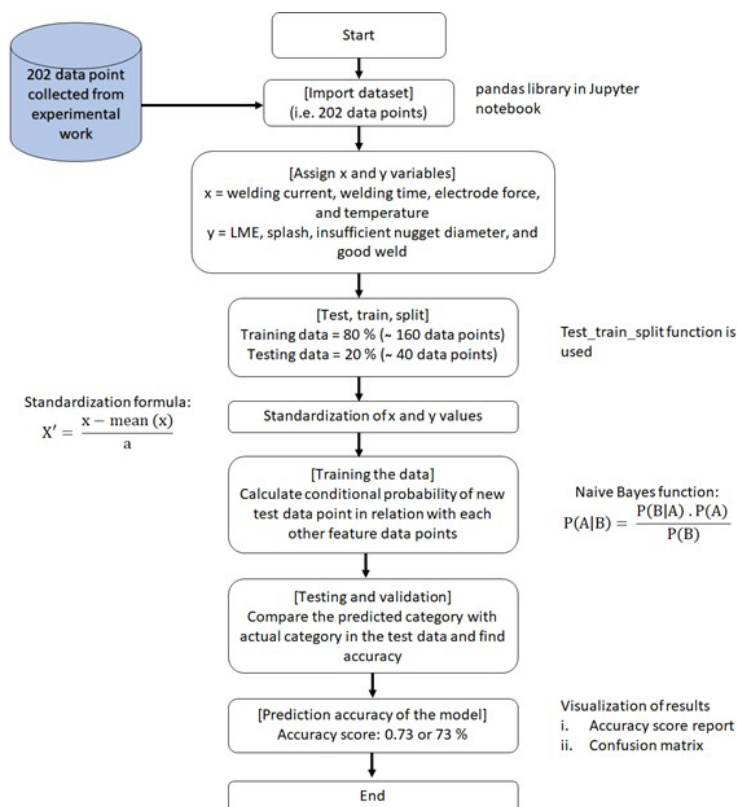 Start
202 data point
collected from
experimental
work
[Import dataset]
(i.e. 202 data points)
pandas library in Jupyter
notebook
[Assign x and y variables]
x = welding current, welding time, electrode force,
and temperature
y = LME, splash, insufficient nugget diameter, and
good weld
[Test, train, split]
Training data = 80 % (~ 160 data points)
Testing data = 20 % (~ 40 data points)
Test_train_split function is
used
Standardization formula:
X′ = x − mean (x) / a
Standardization of x and y values
[Training the data]
Calculate conditional probability of new
test data point in relation with each
other feature data points
Naive Bayes function:
P(A|B) = P(B|A) . P(A) / P(B)
[Testing and validation]
Compare the predicted category with
actual category in the test data and find
accuracy
[Prediction accuracy of the model]
Accuracy score: 0.73 or 73 %
Visualization of results
i. Accuracy score report
ii. Confusion matrix
End